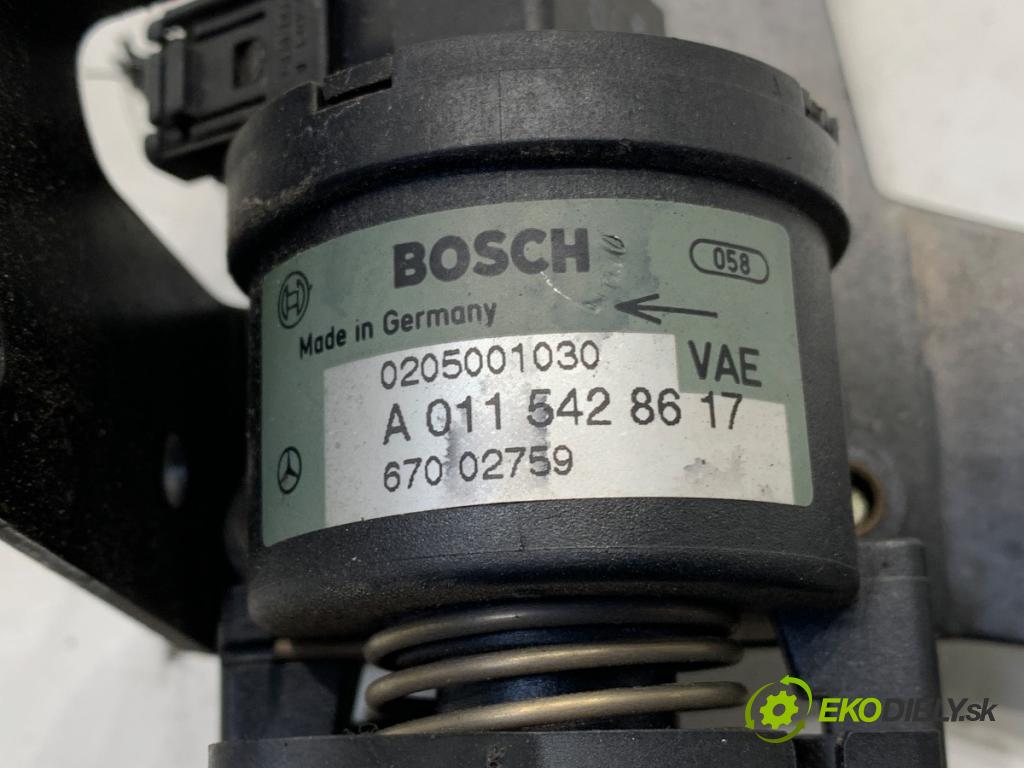 BOSCH
058
Made in Germany
0205001030
VAE
A 011 542 86 17
670 02759
EKODIELY.sk